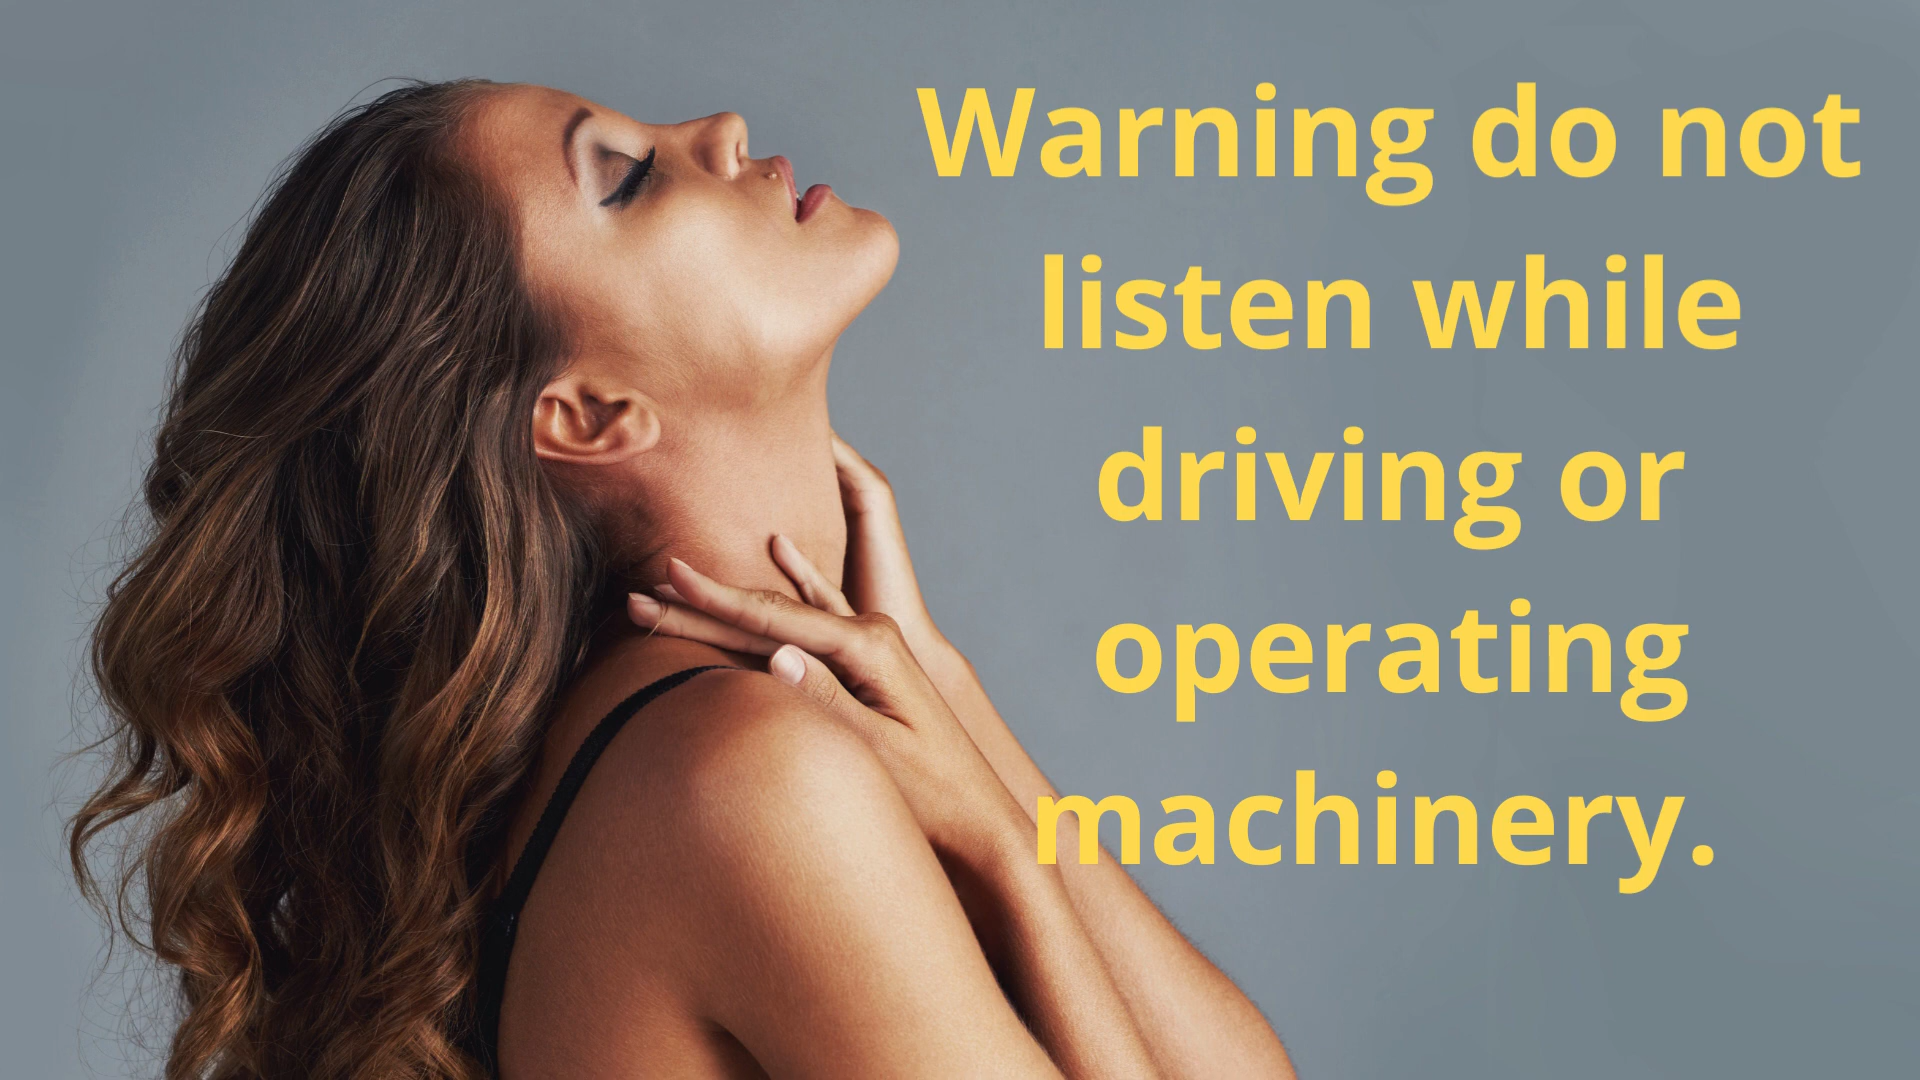 Warning do not
listen while
driving or
operating
machinery.